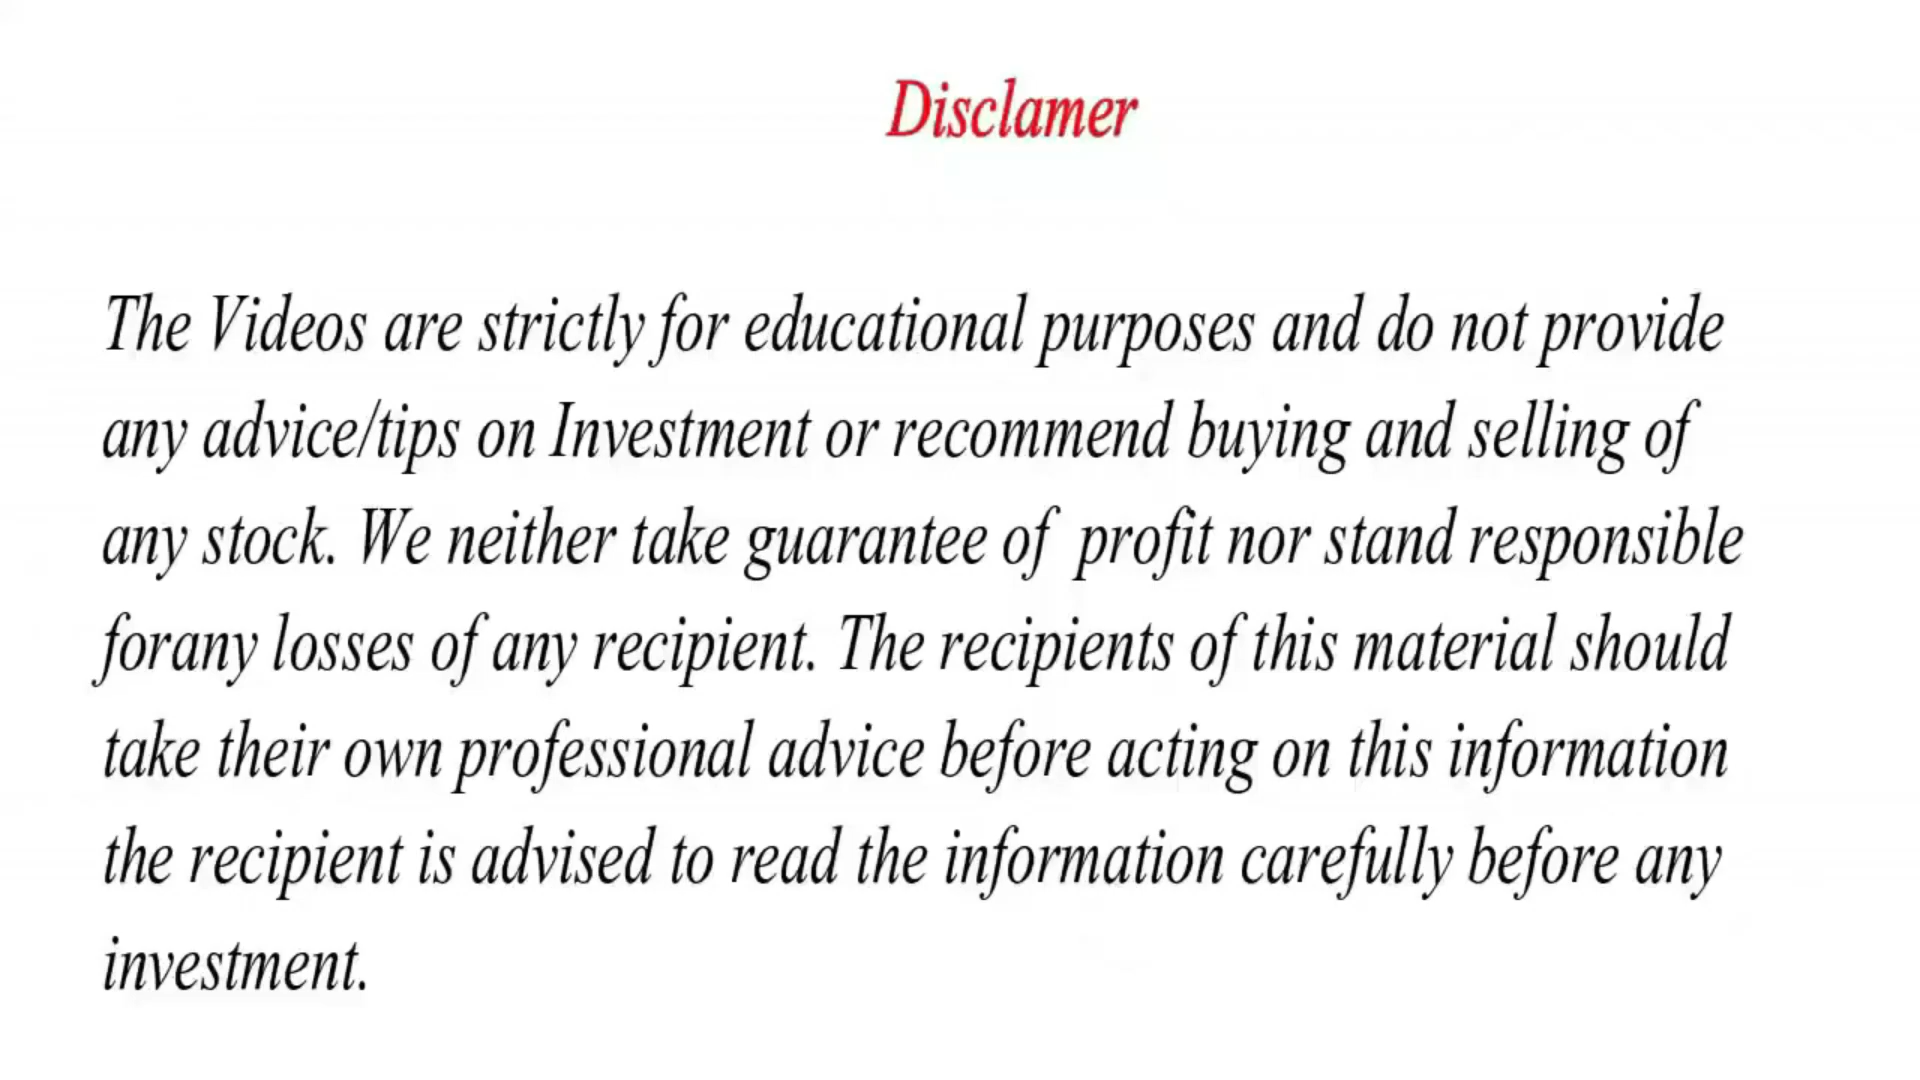 Disclamer
The Videos are strictly for educational purposes and do not provide
any advice/tips on Investment or recommend buying and selling of
any stock. We neither take guarantee of  profit nor stand responsible
forany losses of any recipient. The recipients of this material should
take their own professional advice before acting on this information
the recipient is advised to read the information carefully before any
investment.